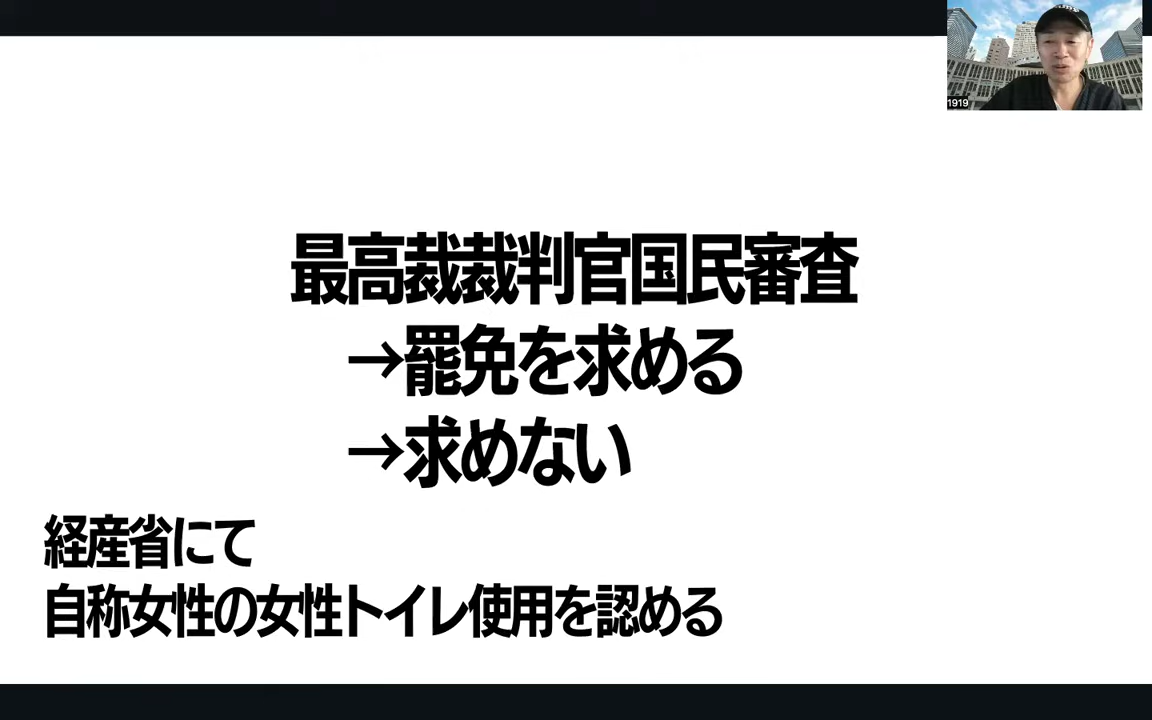 1919
最高裁裁判官国民審査
→罷免を求める
→求めない
経産省にて
自称女性の女性トイレ使用を認める